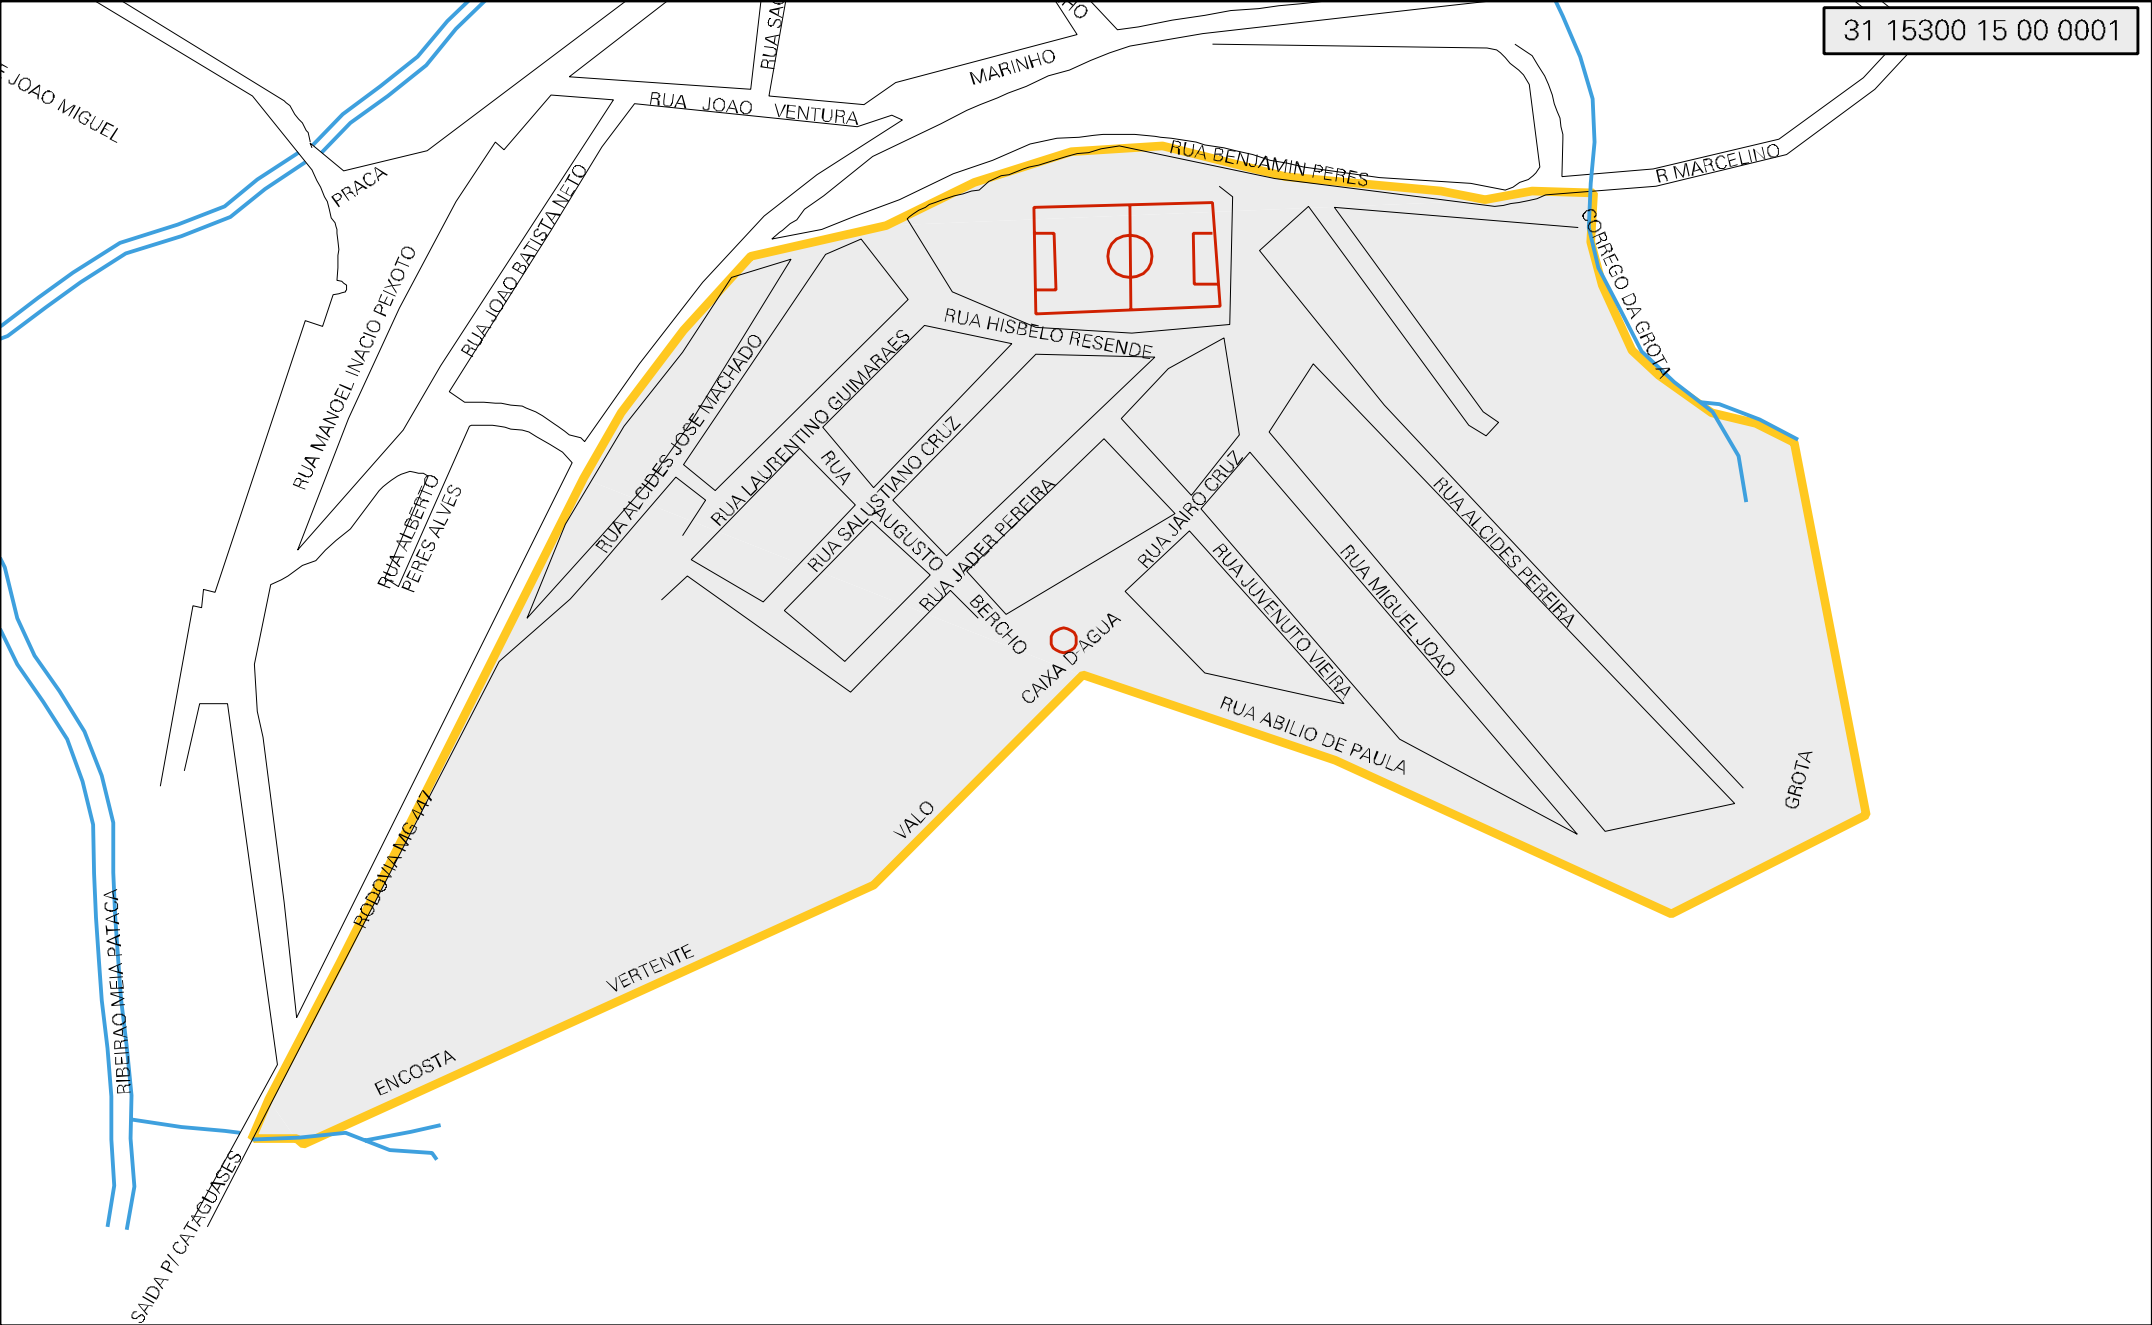 31 15300 15 00 0001
JOAO MIGUEL
PRACA
RUA JOAO VENTURA
MARINHO
RUA BENJAMIN PERES
R MARCELINO
CORREGO DA GROTA
RUA MANOEL INACIO PEIXOTO
RUA JOAO BATISTA NETO
RUA ALBERTO
PERES ALVES
RUA ALCIDES JOSE MACHADO
RUA LAURENTINO GUIMARAES
RUA HISBELO RESENDE
RUA SALUSTIANO CRUZ
RUA AUGUSTO BERCHO
RUA JADER PEREIRA
RUA JAIRO CRUZ
CAIXA D-AGUA
RUA JUVENUTO VIEIRA
RUA MIGUEL JOAO
RUA ALCIDES PEREIRA
RUA ABILIO DE PAULA
GROTA
VALO
VERTENTE
ENCOSTA
RODOVIA MG 447
RIBEIRAO MEIA PATACA
SAIDA P/ CATAGUASES